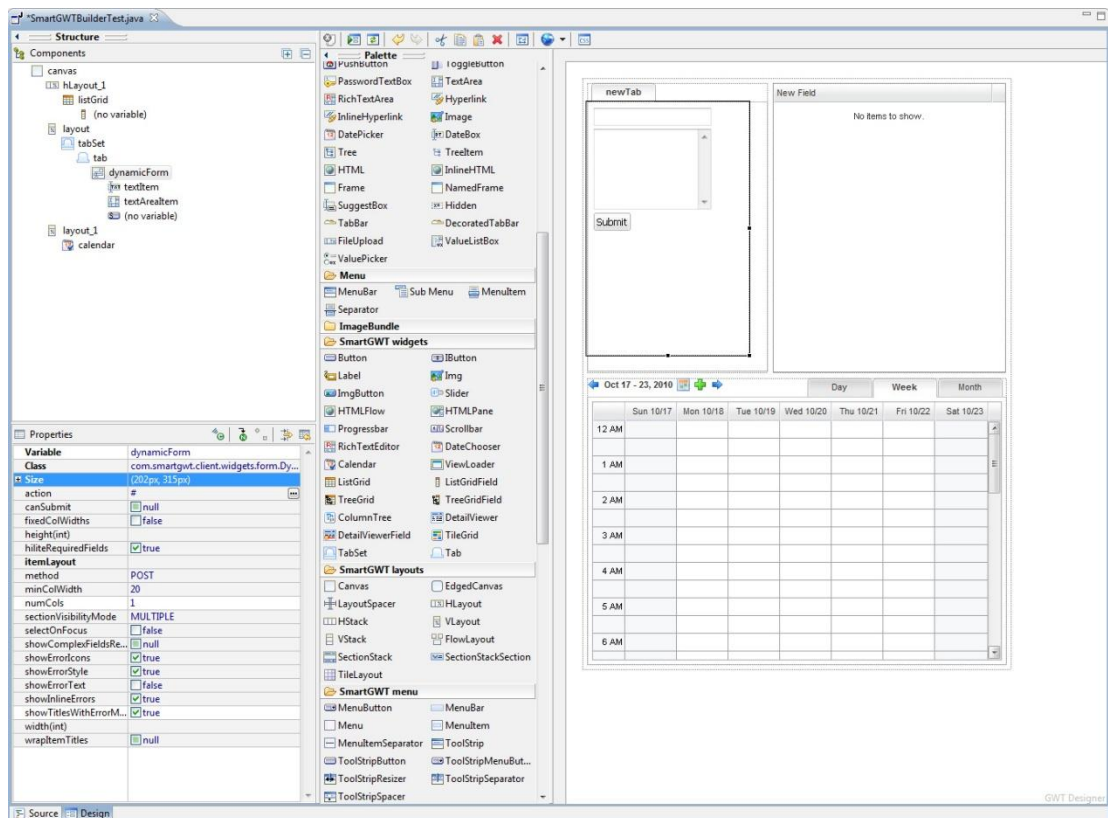 *SmartGWTBuilderTest.java
Structure
Components
canvas
hLayout_1
listGrid
(no variable)
layout
tabSet
tab
dynamicForm
textItem
textAreaItem
(no variable)
layout_1
calendar
Properties
Variable dynamicForm
Class com.smartgwt.client.widgets.form.Dy...
Size (202px, 315px)
action #
canSubmit null
fixedColWidths false
height(int)
hiliteRequiredFields true
itemLayout
method POST
minColWidth 20
numCols 1
sectionVisibilityMode MULTIPLE
selectOnFocus false
showComplexFieldsRe... null
showErrorIcons true
showErrorStyle true
showErrorText false
showInlineErrors true
showTitlesWithErrorM... true
width(int)
wrapItemTitles null
Source Design
Palette
PushButton ToggleButton
PasswordTextBox TextArea
RichTextArea Hyperlink
InlineHyperlink Image
DatePicker DateBox
Tree TreeItem
HTML InlineHTML
Frame NamedFrame
SuggestBox Hidden
TabBar DecoratedTabBar
FileUpload ValueListBox
ValuePicker
Menu
MenuBar Sub Menu MenuItem
Separator
ImageBundle
SmartGWT widgets
Button IButton
Label Img
ImgButton Slider
HTMLFlow HTMLPane
Progressbar Scrollbar
RichTextEditor DateChooser
Calendar ViewLoader
ListGrid ListGridField
TreeGrid TreeGridField
ColumnTree DetailViewer
DetailViewerField TileGrid
TabSet Tab
SmartGWT layouts
Canvas EdgedCanvas
LayoutSpacer HLayout
HStack VLayout
VStack FlowLayout
SectionStack SectionStackSection
TileLayout
SmartGWT menu
MenuButton MenuBar
Menu MenuItem
MenuItemSeparator ToolStrip
ToolStripButton ToolStripMenuBut...
ToolStripResizer ToolStripSeparator
ToolStripSpacer
newTab New Field
No items to show.
Submit
Oct 17 - 23, 2010 Day Week Month
Sun 10/17 Mon 10/18 Tue 10/19 Wed 10/20 Thu 10/21 Fri 10/22 Sat 10/23
12 AM
1 AM
2 AM
3 AM
4 AM
5 AM
6 AM
GWT Designer